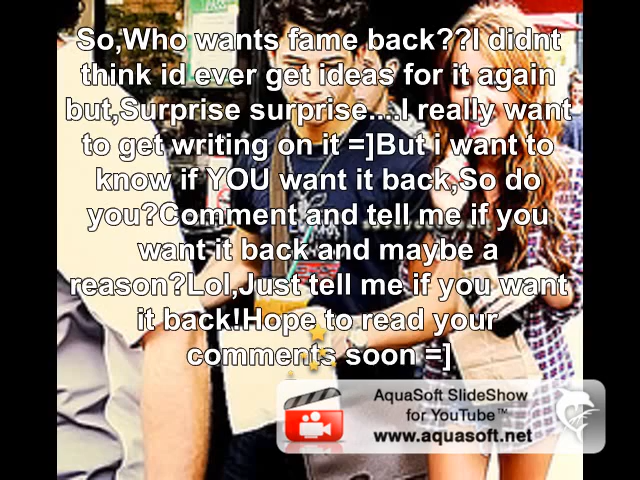 So,Who wants fame back??I didnt
think id ever get ideas for it again
but,Surprise surprise....I really want
to get writing on it =]But i want to
know if YOU want it back,So do
you?Comment and tell me if you
want it back and maybe a
reason?Lol,Just tell me if you want
it back!Hope to read your
comments soon =]
AquaSoft SlideShow
for YouTube™
www.aquasoft.net